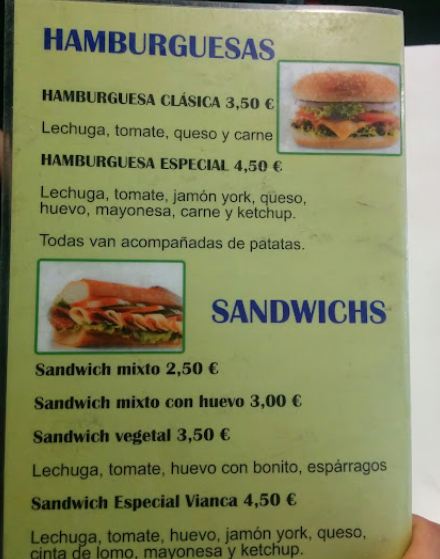 HAMBURGUESAS
HAMBURGUESA CLÁSICA 3,50 €
Lechuga, tomate, queso y carne
HAMBURGUESA ESPECIAL 4,50 €
Lechuga, tomate, jamón york, queso,
huevo, mayonesa, carne y ketchup.
Todas van acompañadas de patatas.
SANDWICHS
Sandwich mixto 2,50 €
Sandwich mixto con huevo 3,00 €
Sandwich vegetal 3,50 €
Lechuga, tomate, huevo con bonito, espárragos
Sandwich Especial Vianca 4,50 €
Lechuga, tomate, huevo, jamón york, queso,
cinta de lomo, mayonesa y ketchup.